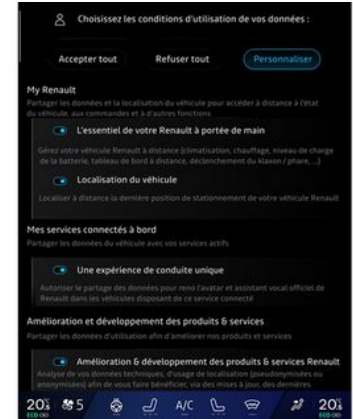 Choisissez les conditions d'utilisation de vos données :
Accepter tout
Refuser tout
Personnaliser
My Renault
Partager les données et la localisation du véhicule pour accéder à distance à l'état
du véhicule, aux commandes et à d'autres fonctions
L'essentiel de votre Renault à portée de main
Gérez votre véhicule Renault à distance (climatisation, chauffage, niveau de charge
de la batterie, tableau de bord à distance, déclenchement du klaxon / phare, ...)
Localisation du véhicule
Localiser à distance la dernière position de stationnement de votre véhicule Renault
Mes services connectés à bord
Partager les données du véhicule avec vos services actifs
Une expérience de conduite unique
Autoriser le partage des données pour reno l'avatar et assistant vocal officiel de
Renault dans les véhicules disposant de ce service connecté
Amélioration et développement des produits & services
Partager les données d'utilisation afin d'améliorer nos produits et services
Amélioration & développement des produits & services Renault
Analyse de vos données techniques, d'usage de localisation (pseudonymisées ou
anonymisées) afin de vous faire bénéficier, via des mises à jour, des dernières
20 5 A/C 20
ECO ECO